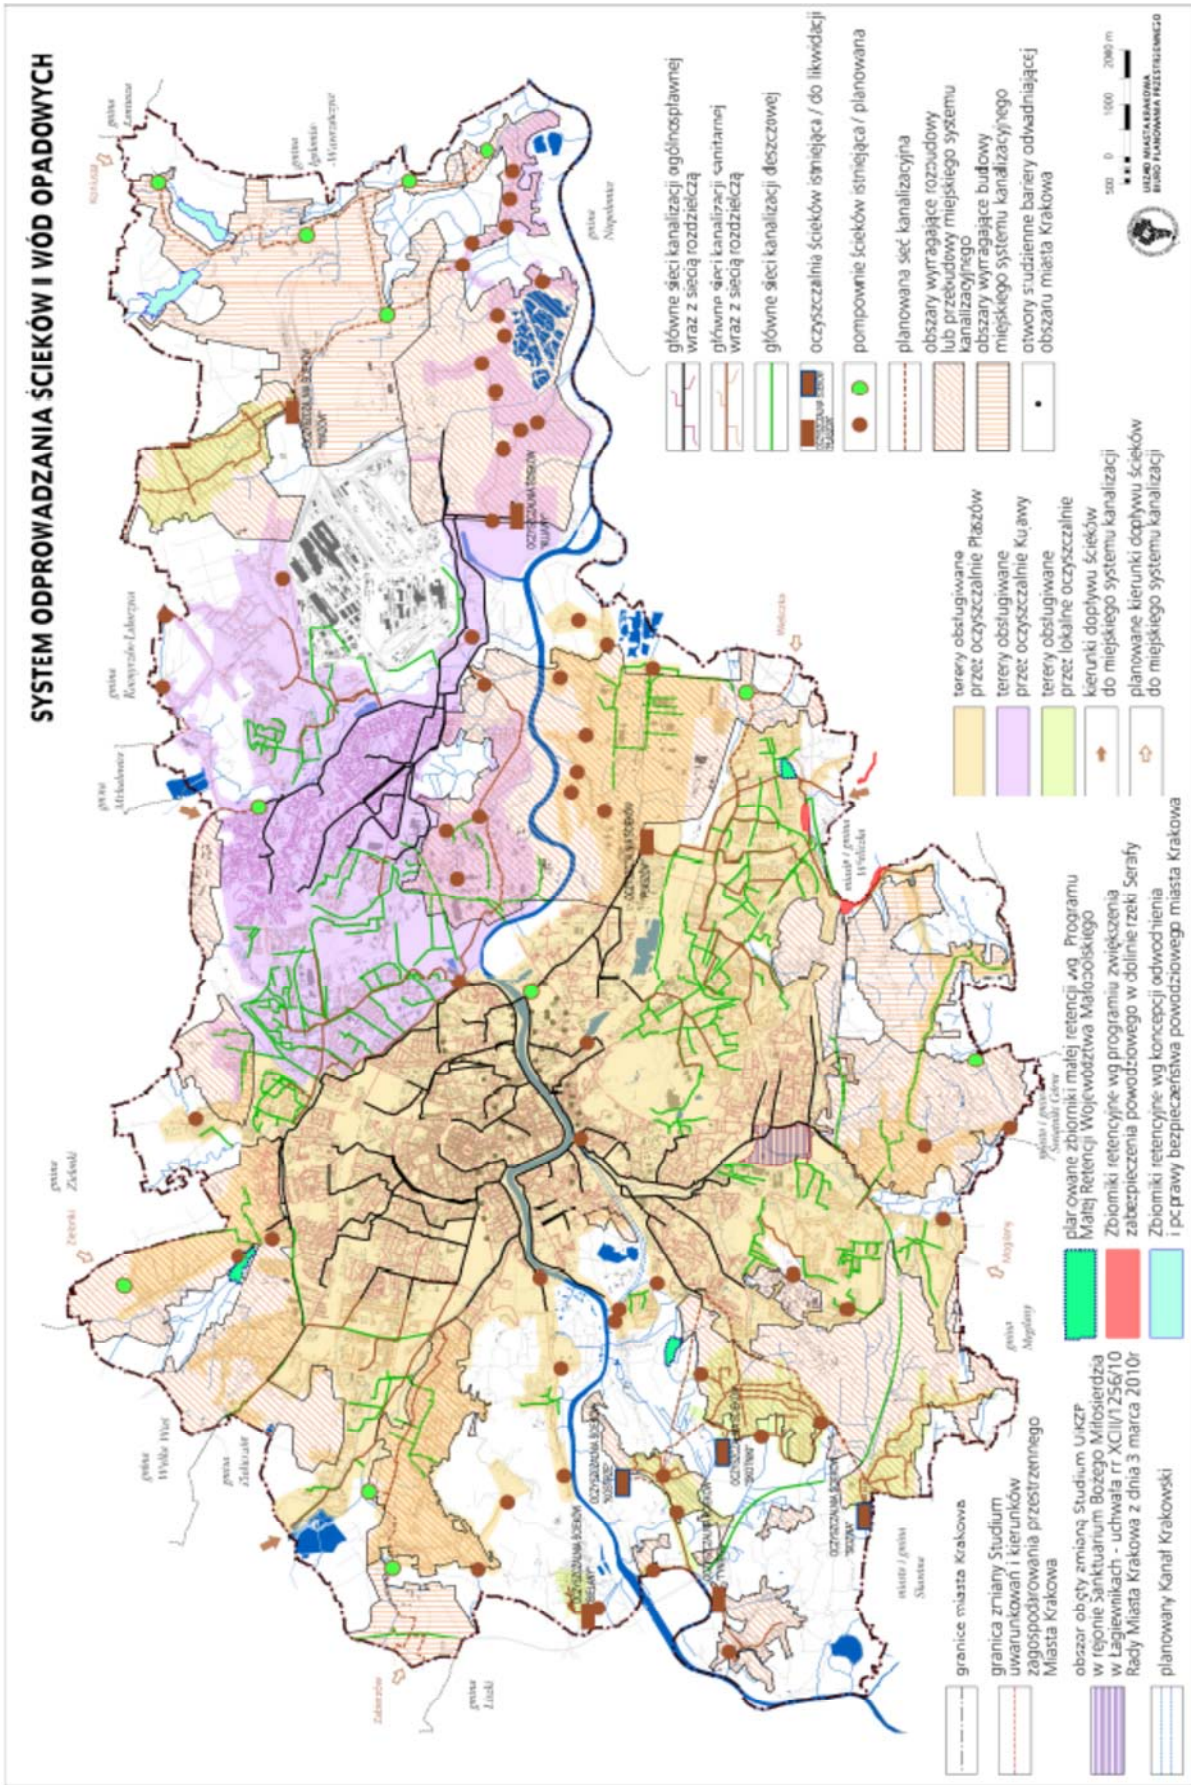 SYSTEM ODPROWADZANIA ŚCIEKÓW I WÓD OPADOWYCH
gmina
Zielonki
Zielonki
gmina
Wielka Wieś
gmina
Zabierzów
gmina
Liszki
gmina
Michałowice
gmina
Kocmyrzów-Luborzyca
gmina
Igołomia
-Wawrzeńczyce
gmina
Niepołomice
Wieliczka
miasto i gmina
Wieliczka
Mogilany
gmina
Mogilany
miasto i gmina
Skawina
OCZYSZCZALNIA ŚCIEKÓW
główne sieci kanalizacji ogólnospławnej
wraz z siecią rozdzielczą
główne sieci kanalizacji sanitarnej
wraz z siecią rozdzielczą
główne sieci kanalizacji deszczowej
oczyszczalnia ścieków istniejąca / do likwidacji
pompownie ścieków istniejąca / planowana
planowana sieć kanalizacyjna
obszary wymagające rozbudowy
lub przebudowy miejskiego systemu
kanalizacyjnego
obszary wymagające budowy
miejskiego systemu kanalizacyjnego
otwory studzienne bariery odwadniającej
obszaru miasta Krakowa
tereny obsługiwane
przez oczyszczalnie Płaszów
tereny obsługiwane
przez oczyszczalnie Kujawy
tereny obsługiwane
przez lokalne oczyszczalnie
kierunki dopływu ścieków
do miejskiego systemu kanalizacji
planowane kierunki dopływu ścieków
do miejskiego systemu kanalizacji
planowane zbiorniki małej retencji wg Programu
Małej Retencji Województwa Małopolskiego
Zbiorniki retencyjne wg programu zwiększenia
zabezpieczenia powodziowego w dolinie rzeki Serafy
Zbiorniki retencyjne wg koncepcji odwodnienia
i poprawy bezpieczeństwa powodziowego miasta Krakowa
granice miasta Krakowa
granica zmiany Studium
uwarunkowań i kierunków
zagospodarowania przestrzennego
Miasta Krakowa
obszar objęty zmianą Studium UiKZP
w rejonie Sanktuarium Bożego Miłosierdzia
w Łagiewnikach - uchwała nr XCIII/1256/10
Rady Miasta Krakowa z dnia 3 marca 2010r
planowany Kanał Krakowski
500 0 1000 2000 m
URZĄD MIASTA KRAKOWA
BIURO PLANOWANIA PRZESTRZENNEGO